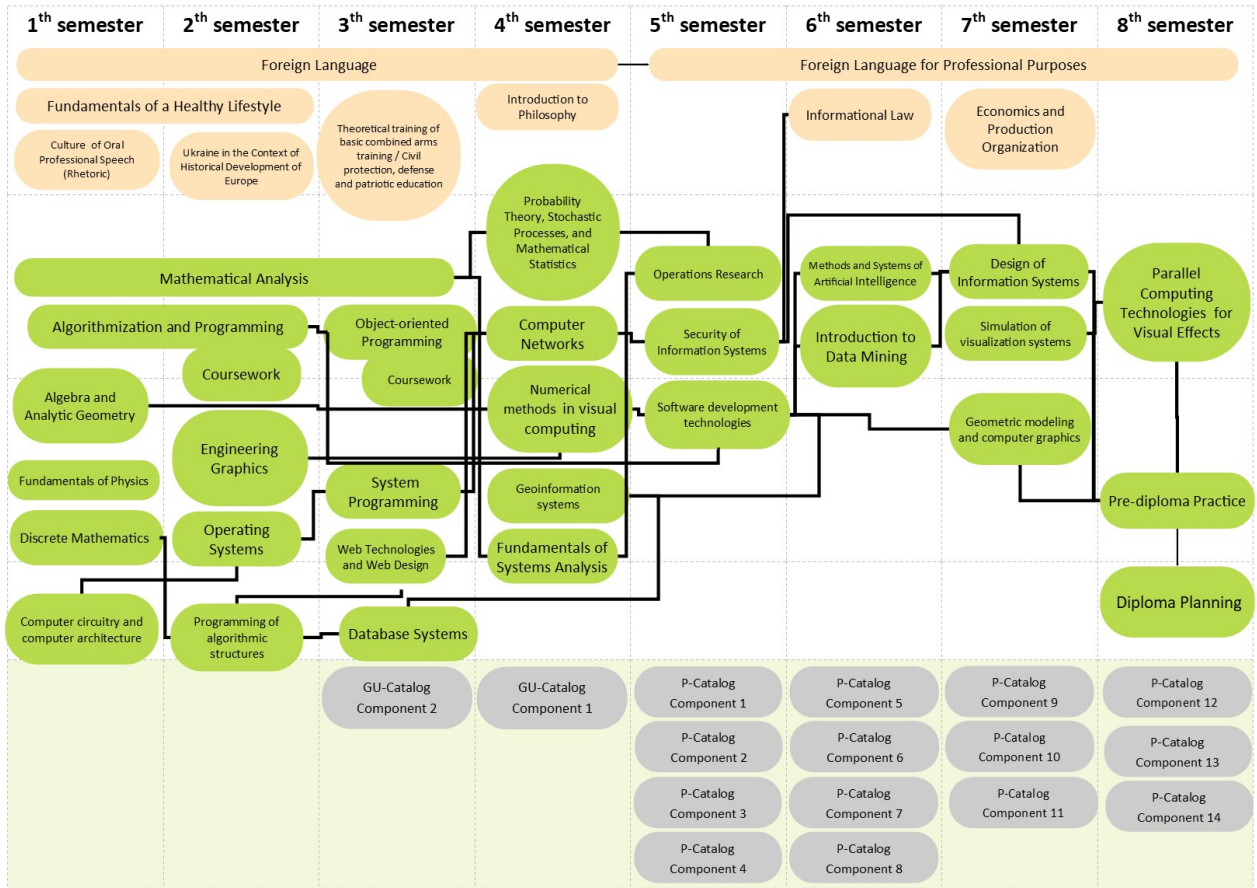 1th semester
2th semester
3th semester
4th semester
5th semester
6th semester
7th semester
8th semester
Foreign Language
Foreign Language for Professional Purposes
Fundamentals of a Healthy Lifestyle
Culture of Oral
Professional Speech
(Rhetoric)
Ukraine in the Context of
Historical Development of
Europe
Theoretical training of
basic combined arms
training / Civil
protection, defense
and patriotic education
Introduction to
Philosophy
Informational Law
Economics and
Production
Organization
Probability
Theory, Stochastic
Processes, and
Mathematical
Statistics
Mathematical Analysis
Operations Research
Methods and Systems of
Artificial Intelligence
Design of
Information Systems
Parallel
Computing
Technologies for
Visual Effects
Algorithmization and Programming
Coursework
Object-oriented
Programming
Coursework
Computer
Networks
Security of
Information Systems
Introduction to
Data Mining
Simulation of
visualization systems
Algebra and
Analytic Geometry
Engineering
Graphics
Numerical
methods in visual
computing
Software development
technologies
Geometric modeling
and computer graphics
Fundamentals of Physics
System
Programming
Geoinformation
systems
Pre-diploma Practice
Discrete Mathematics
Operating
Systems
Web Technologies
and Web Design
Fundamentals of
Systems Analysis
Computer circuitry and
computer architecture
Programming of
algorithmic
structures
Database Systems
Diploma Planning
GU-Catalog
Component 2
GU-Catalog
Component 1
P-Catalog
Component 1
P-Catalog
Component 5
P-Catalog
Component 9
P-Catalog
Component 12
P-Catalog
Component 2
P-Catalog
Component 6
P-Catalog
Component 10
P-Catalog
Component 13
P-Catalog
Component 3
P-Catalog
Component 7
P-Catalog
Component 11
P-Catalog
Component 14
P-Catalog
Component 4
P-Catalog
Component 8